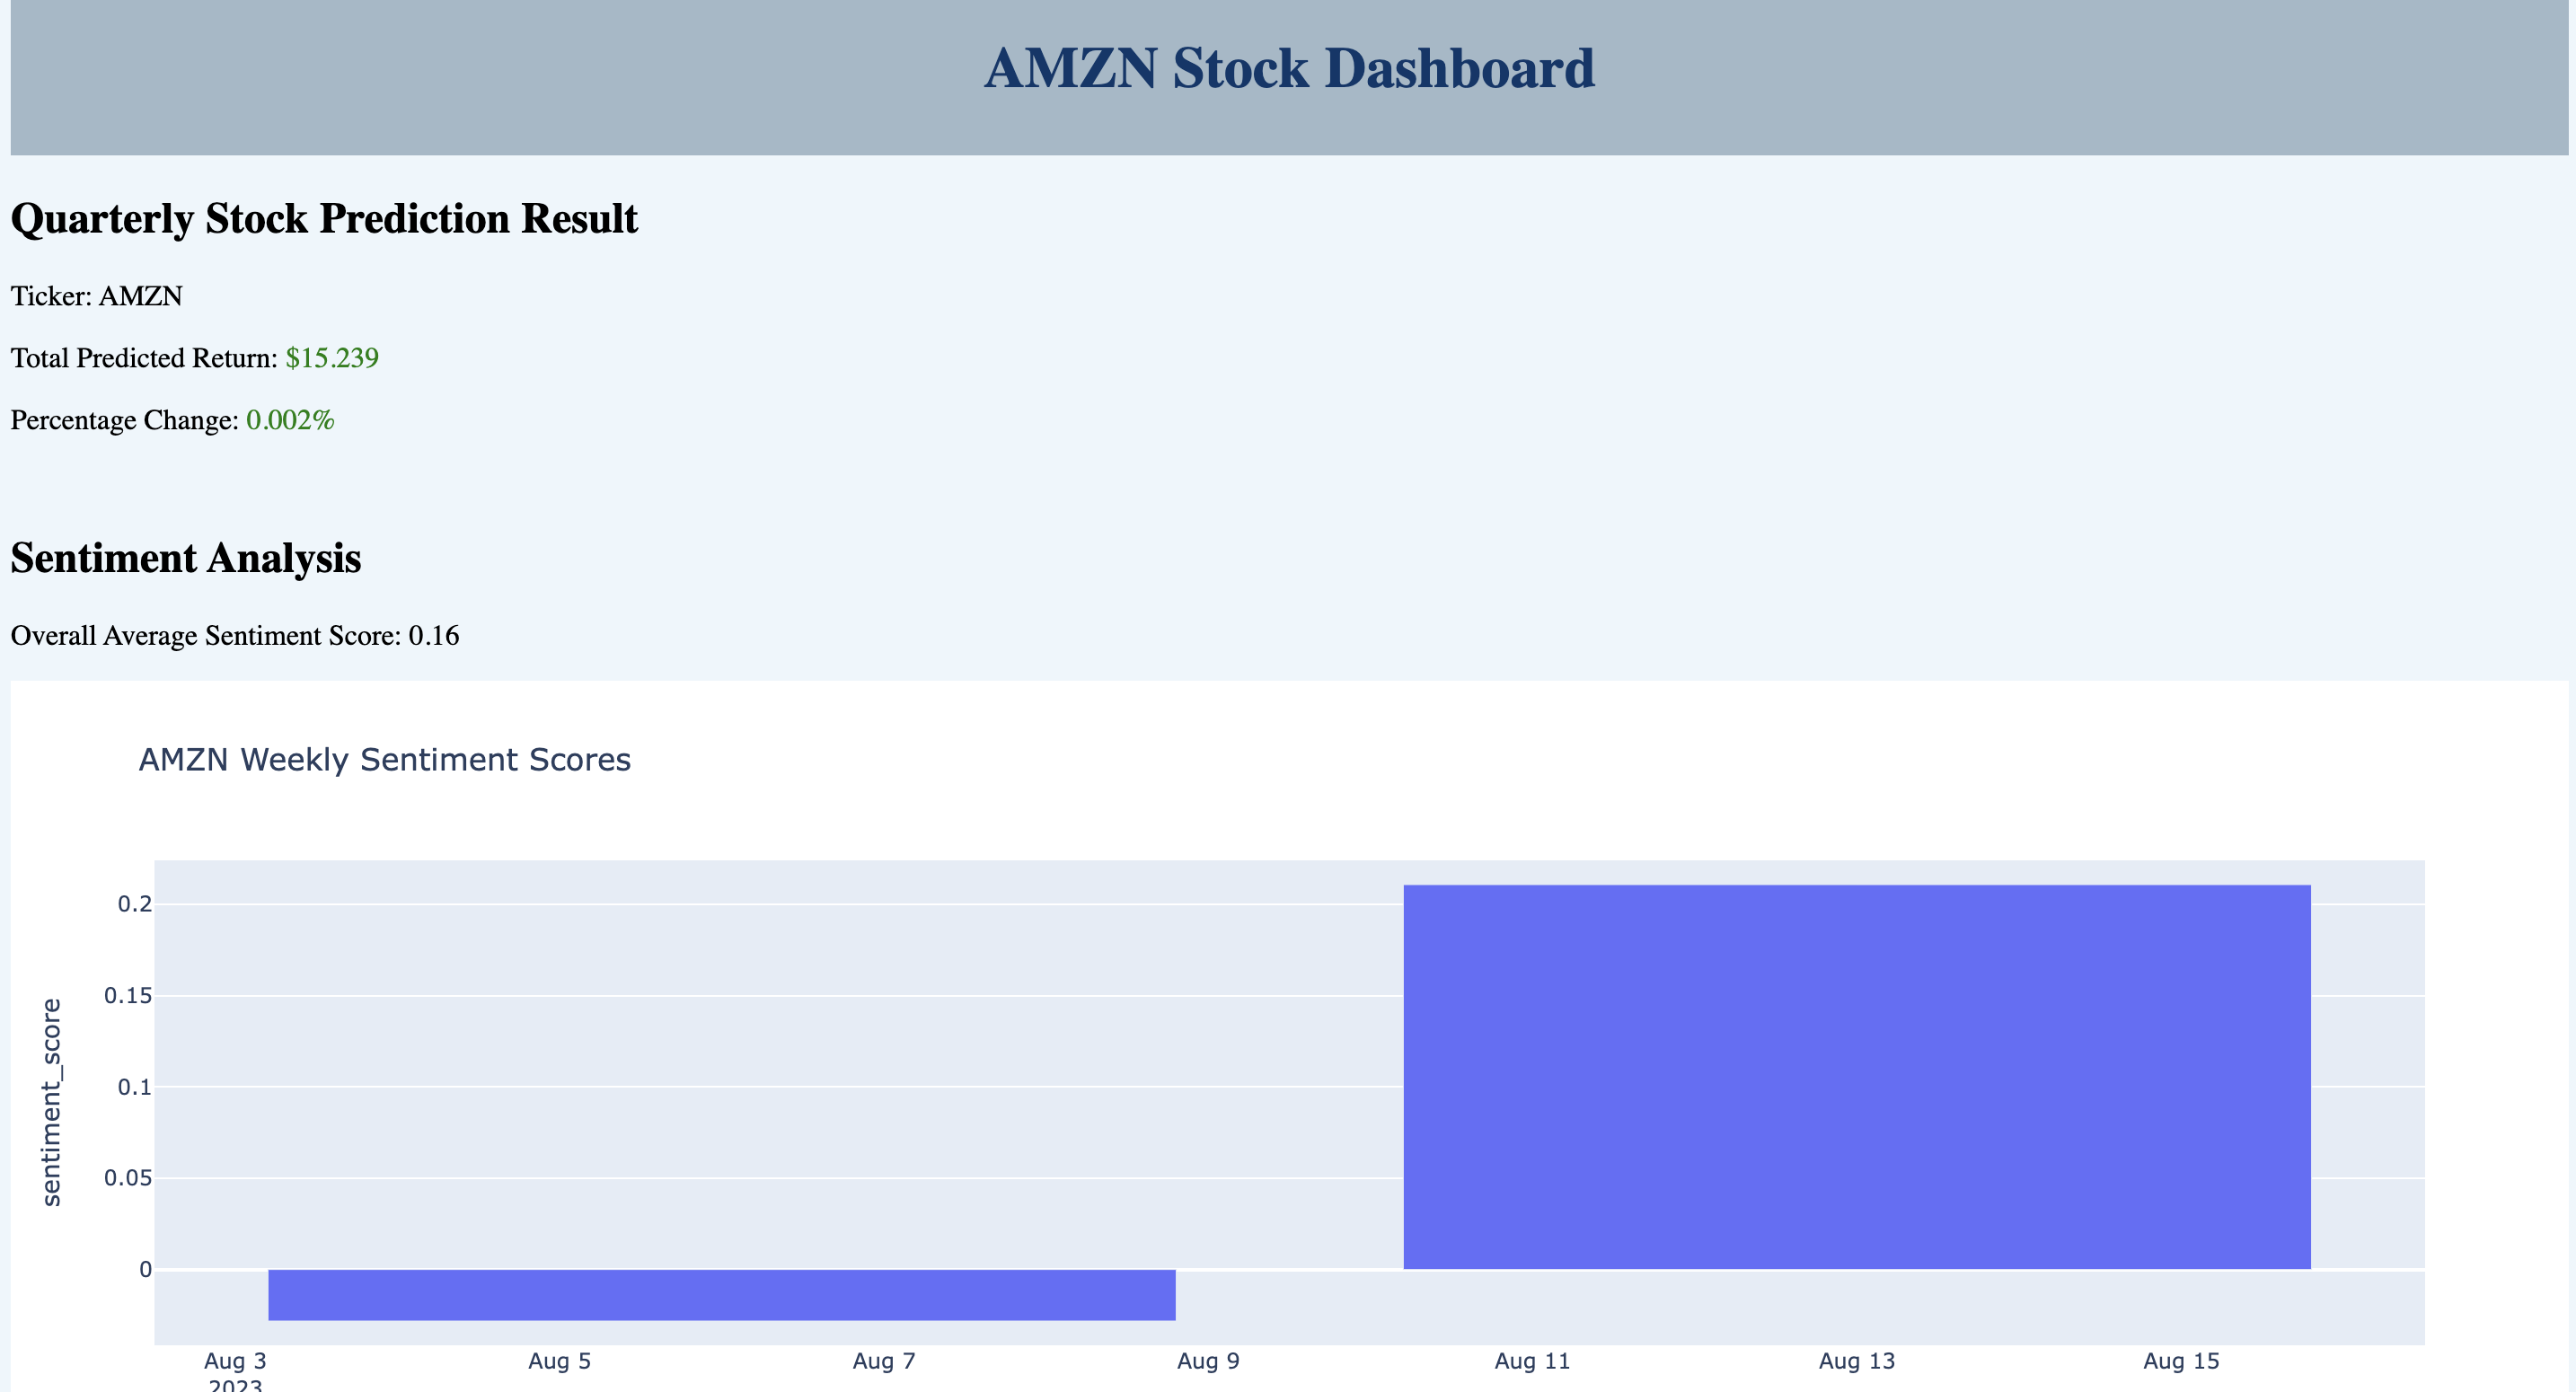 AMZN Stock Dashboard
Quarterly Stock Prediction Result
Ticker: AMZN
Total Predicted Return: $15.239
Percentage Change: 0.002%
Sentiment Analysis
Overall Average Sentiment Score: 0.16
AMZN Weekly Sentiment Scores
0.2
0.15
0.1
0.05
0
sentiment_score
Aug 3 Aug 5 Aug 7 Aug 9 Aug 11 Aug 13 Aug 15
2023